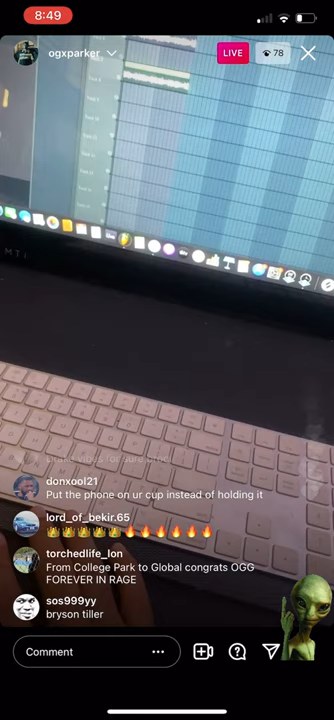 8:49
ogxparker
LIVE
78
donxool21
Put the phone on ur cup instead of holding it
lord_of_bekir.65
torchedlife_lon
From College Park to Global congrats OGG
FOREVER IN RAGE
sos999yy
bryson tiller
Comment